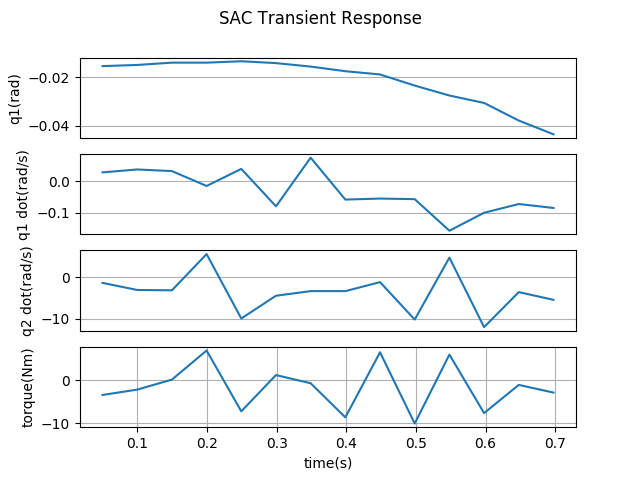 SAC Transient Response
q1(rad)
−0.02
−0.04
q1 dot(rad/s)
0.0
−0.1
q2 dot(rad/s)
0
−10
torque(Nm)
0
−10
0.1 0.2 0.3 0.4 0.5 0.6 0.7
time(s)